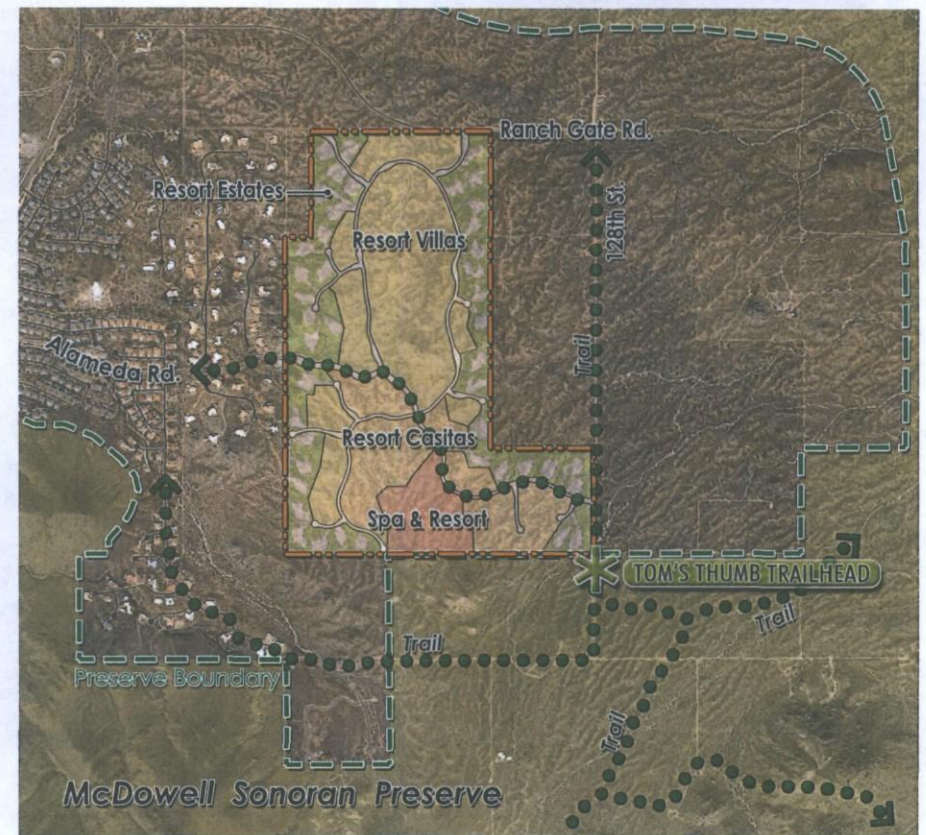 Ranch Gate Rd.
Resort Estates
128th St.
Resort Villas
Trail
Alameda Rd.
Resort Casitas
Spa & Resort
TOM'S THUMB TRAILHEAD
Trail
Trail
Preserve Boundary
Trail
McDowell Sonoran Preserve